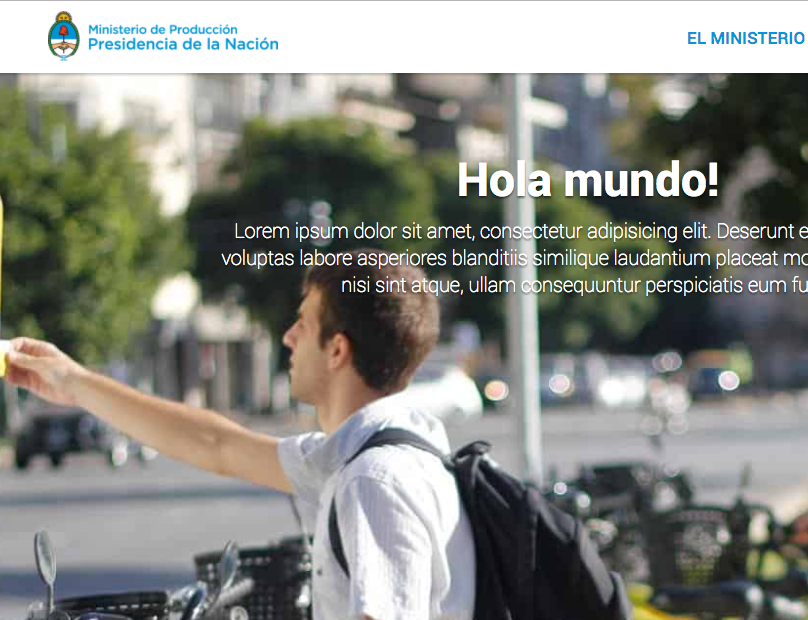 Ministerio de Producción
Presidencia de la Nación
EL MINISTERIO
Hola mundo!
Lorem ipsum dolor sit amet, consectetur adipisicing elit. Deserunt e
voluptas labore asperiores blanditiis similique laudantium placeat mo
nisi sint atque, ullam consequuntur perspiciatis eum fu